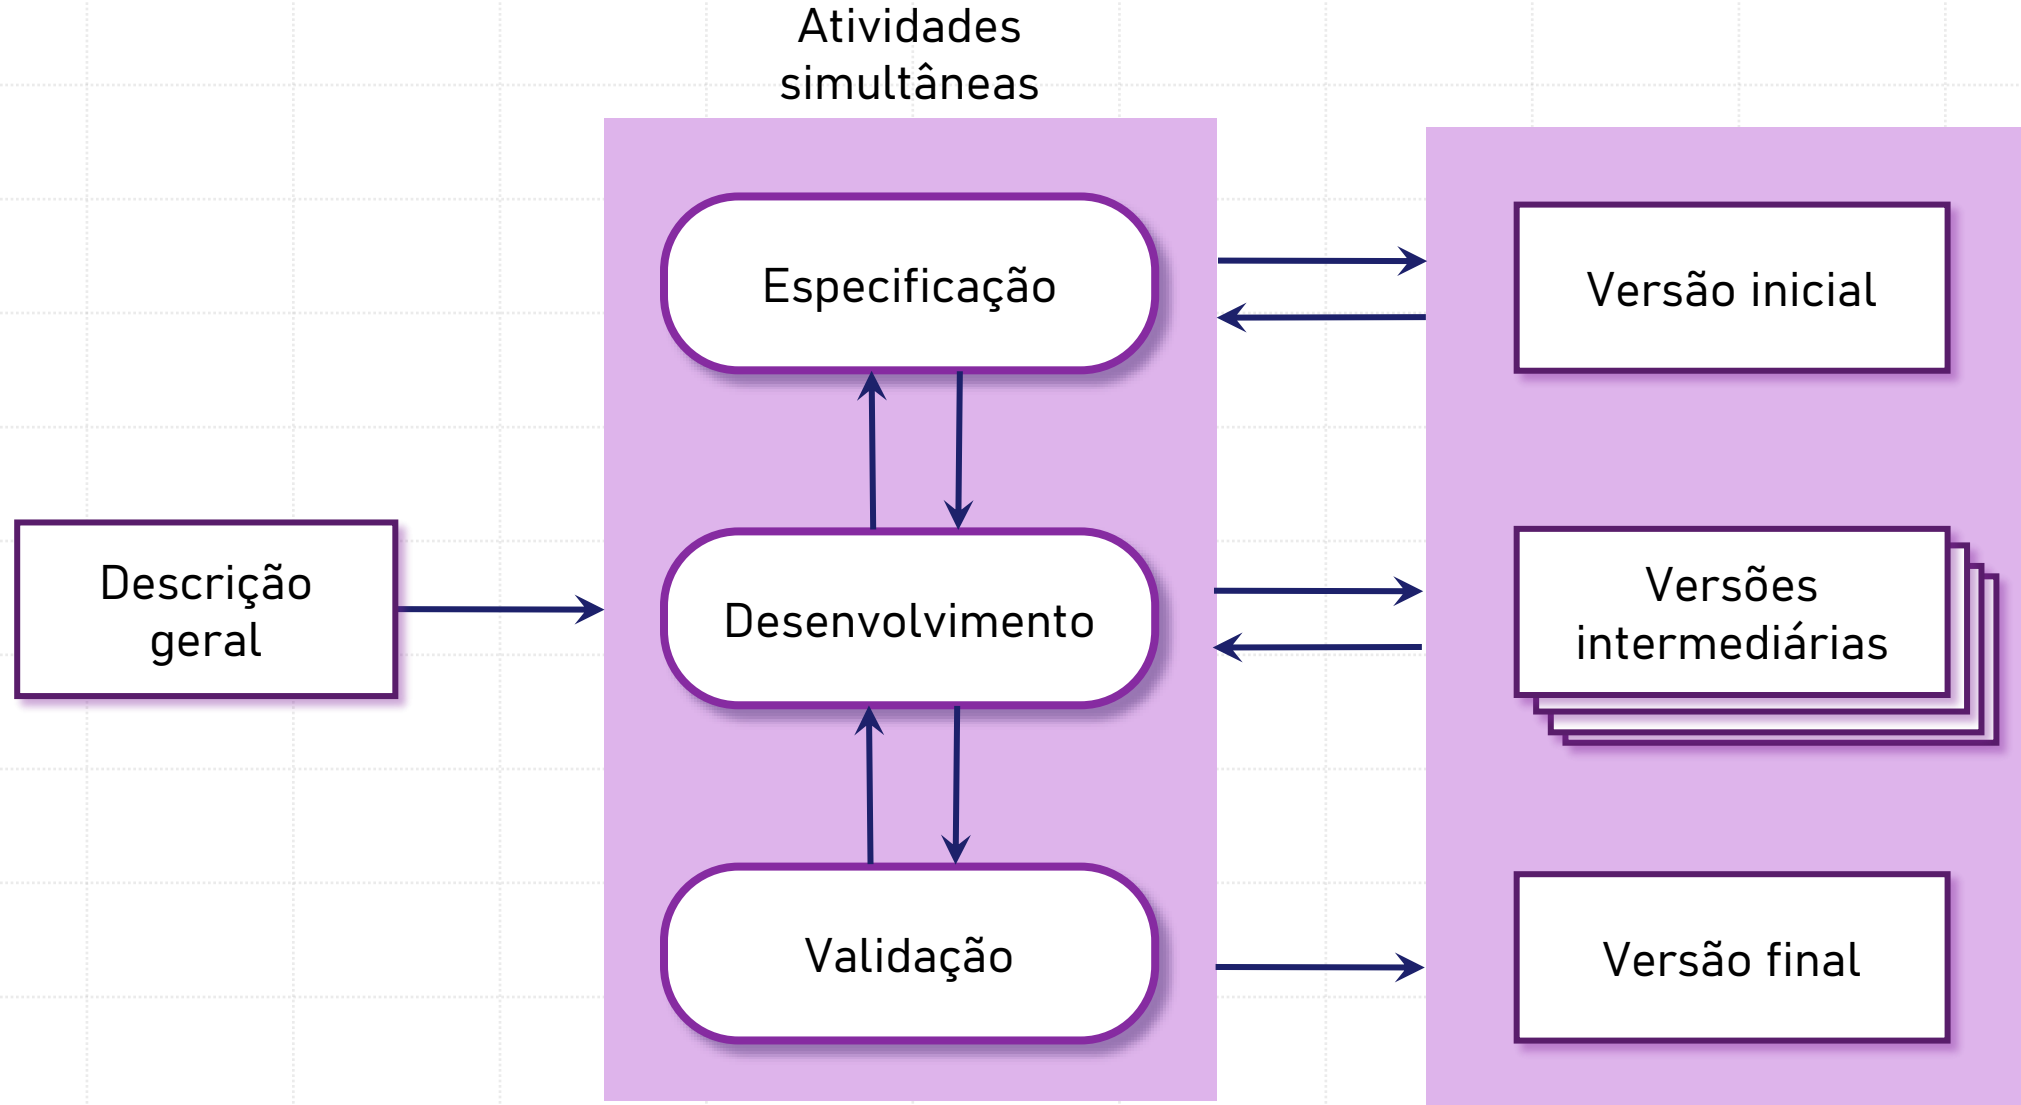 Atividades
simultâneas
Especificação
Versão inicial
Descrição
geral
Desenvolvimento
Versões
intermediárias
Validação
Versão final